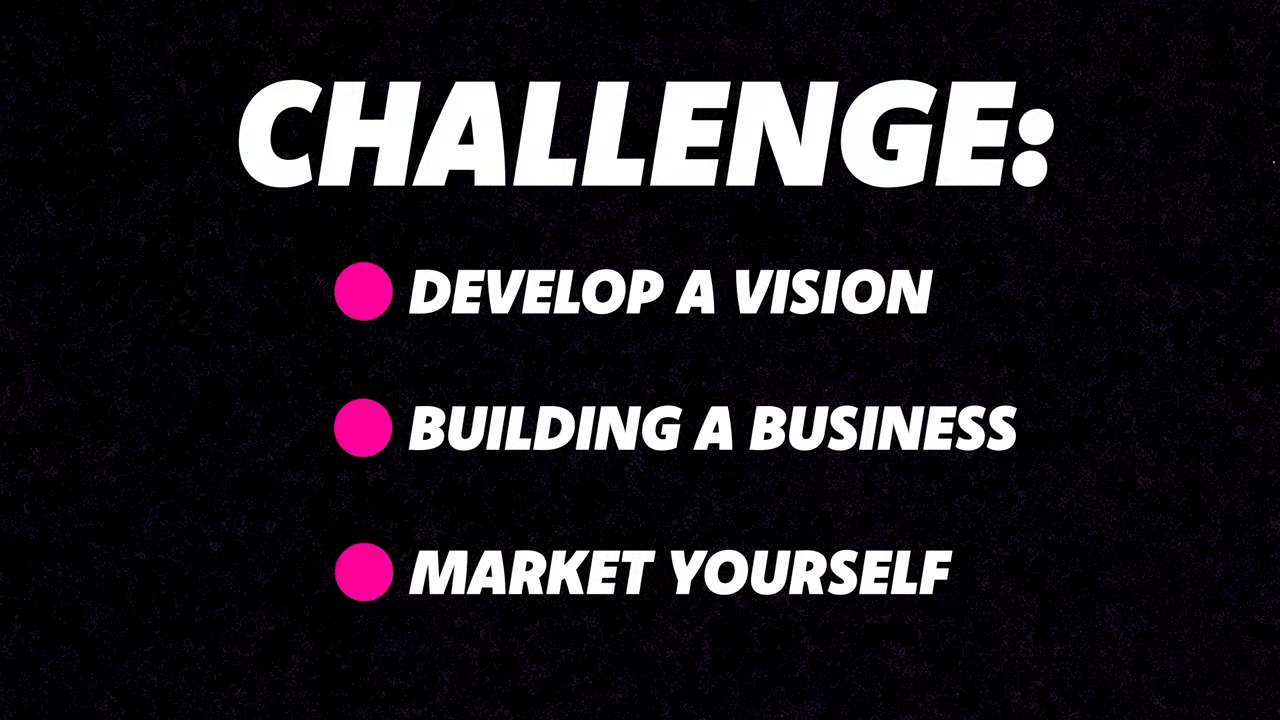 CHALLENGE:
DEVELOP A VISION
BUILDING A BUSINESS
MARKET YOURSELF